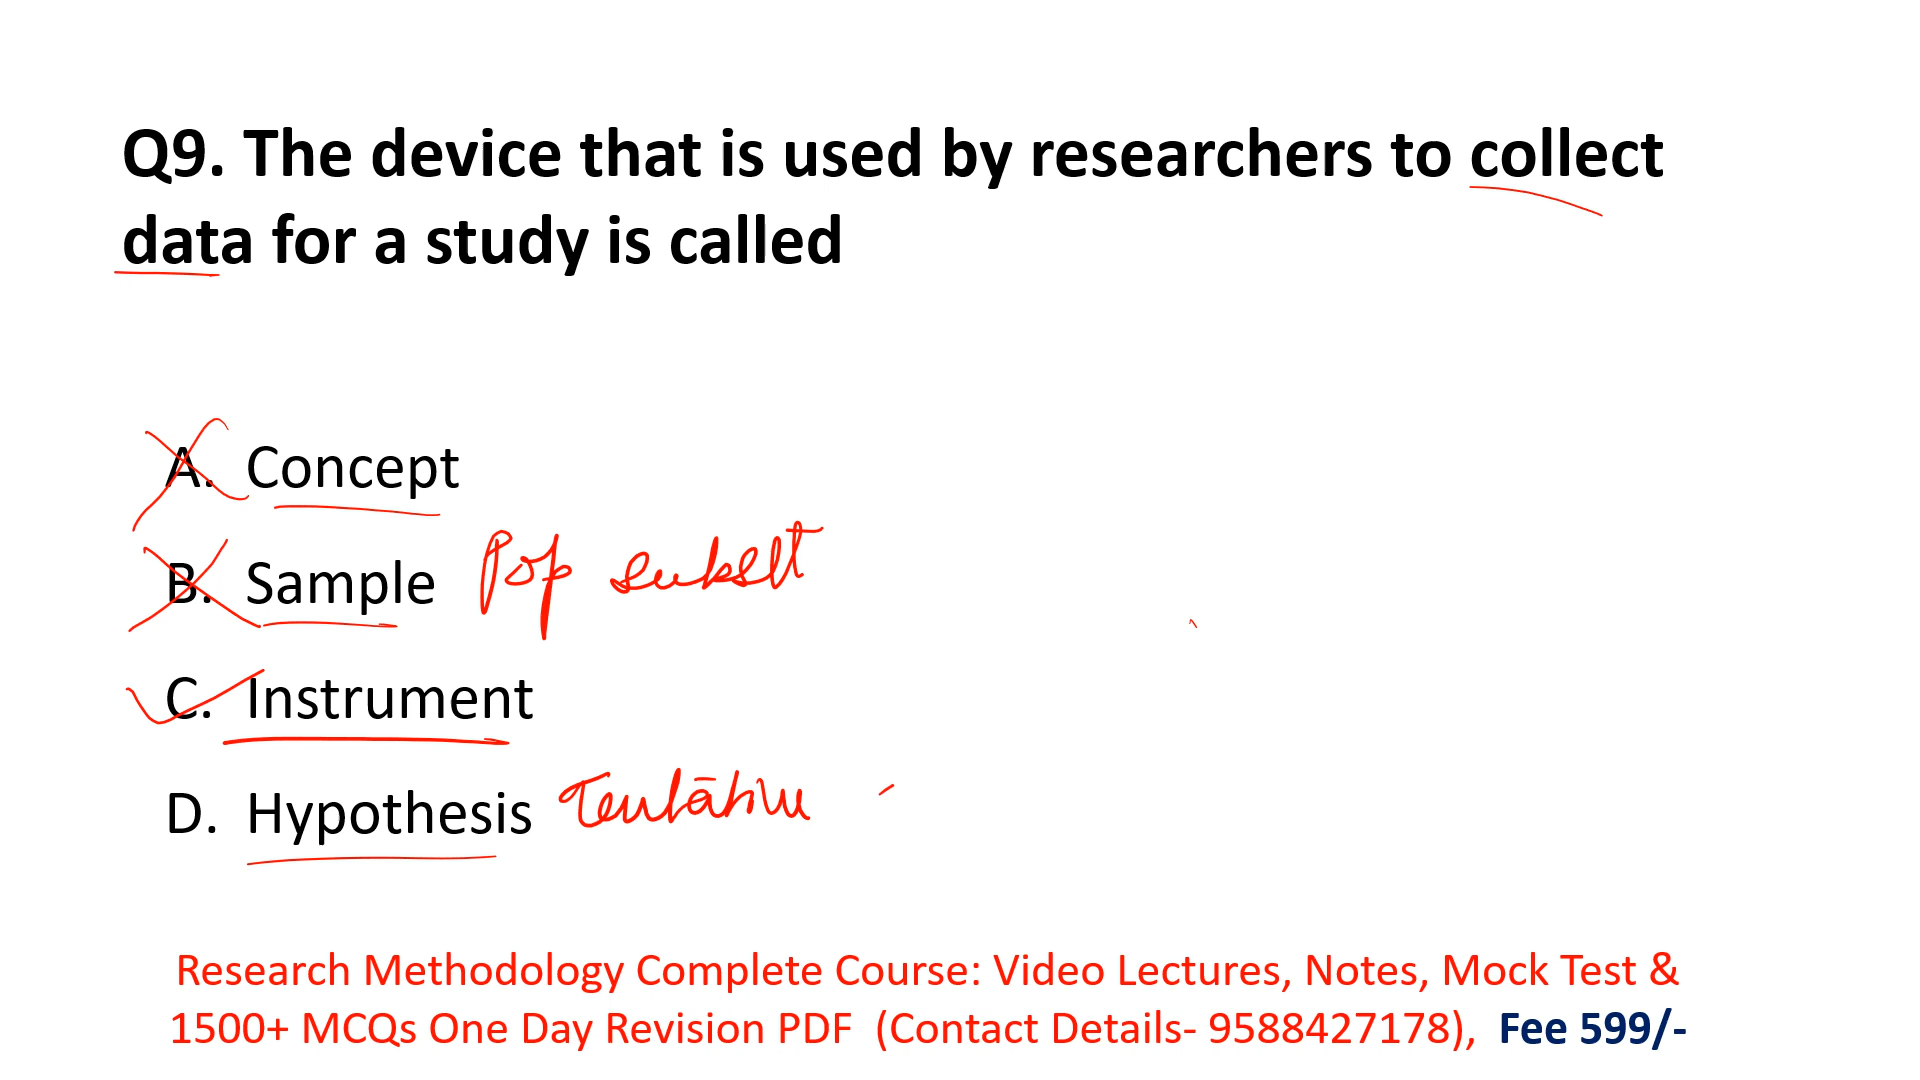 Q9. The device that is used by researchers to collect
data for a study is called
A. Concept
B. Sample Pop subset
C. Instrument
D. Hypothesis Tentative
Research Methodology Complete Course: Video Lectures, Notes, Mock Test &
1500+ MCQs One Day Revision PDF (Contact Details- 9588427178), Fee 599/-